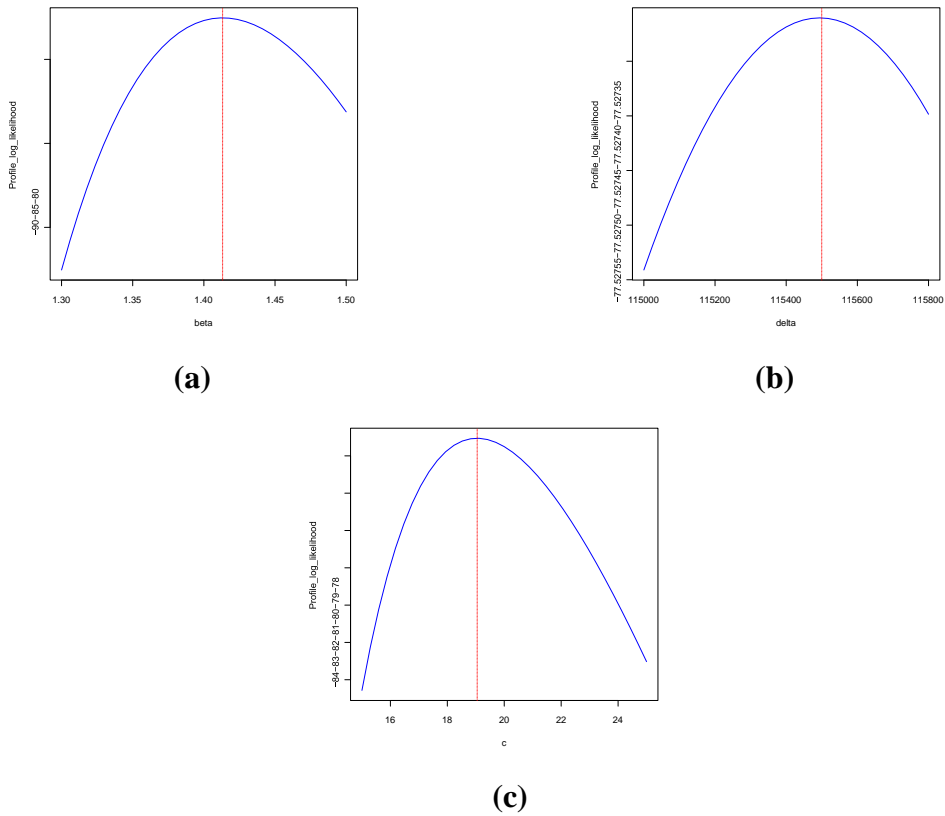 Profile_log_likelihood
−90−85−80
1.30 1.35 1.40 1.45 1.50
beta
(a)
Profile_log_likelihood
−77.52755−77.52750−77.52745−77.52740−77.52735
115000 115200 115400 115600 115800
delta
(b)
Profile_log_likelihood
−84−83−82−81−80−79−78
16 18 20 22 24
c
(c)